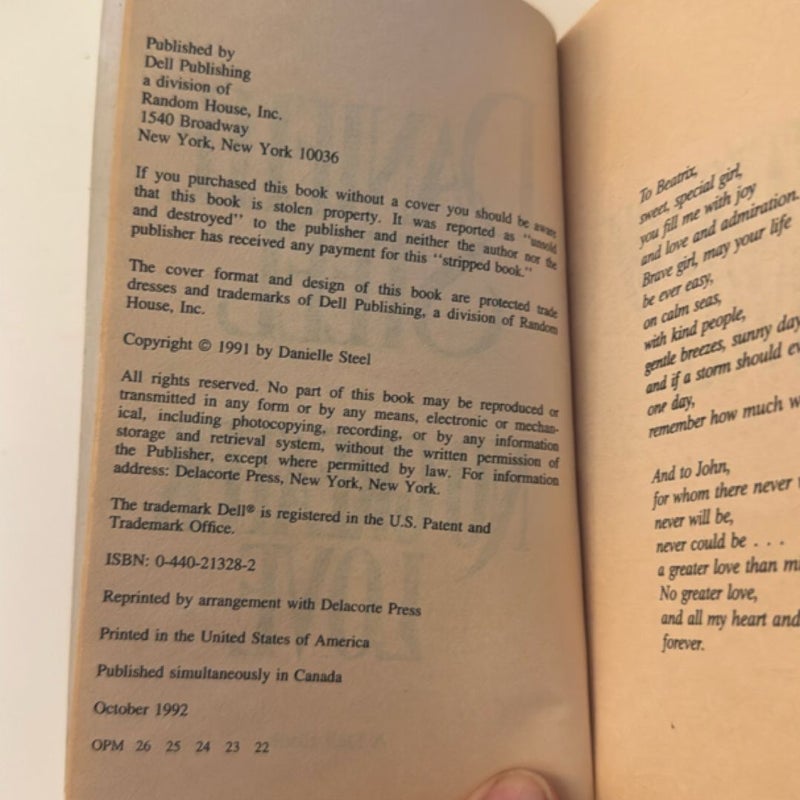 Published by
Dell Publishing
a division of
Random House, Inc.
1540 Broadway
New York, New York 10036
If you purchased this book without a cover you should be aware
that this book is stolen property. It was reported as "unsold
and destroyed" to the publisher and neither the author nor the
publisher has received any payment for this "stripped book."
The cover format and design of this book are protected trade
dresses and trademarks of Dell Publishing, a division of Random
House, Inc.
Copyright © 1991 by Danielle Steel
All rights reserved. No part of this book may be reproduced or
transmitted in any form or by any means, electronic or mechan-
ical, including photocopying, recording, or by any information
storage and retrieval system, without the written permission of
the Publisher, except where permitted by law. For information
address: Delacorte Press, New York, New York.
The trademark Dell® is registered in the U.S. Patent and
Trademark Office.
ISBN: 0-440-21328-2
Reprinted by arrangement with Delacorte Press
Printed in the United States of America
Published simultaneously in Canada
October 1992
OPM 26 25 24 23 22
To Beatrix,
sweet, special girl,
you fill me with joy
and love and admiration.
Brave girl, may your life
be ever easy,
on calm seas,
with kind people,
gentle breezes, sunny day
and if a storm should
one day,
remember how much
And to John,
for whom there never
never will be,
never could be . . .
a greater love than
No greater love,
and all my heart and
forever.